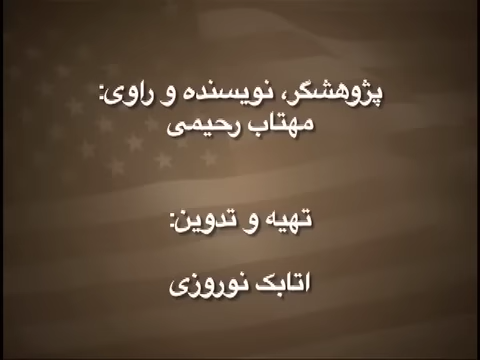 پژوهشگر، نویسنده و راوی:
مهتاب رحیمی
تهیه و تدوین:
اتابک نوروزی